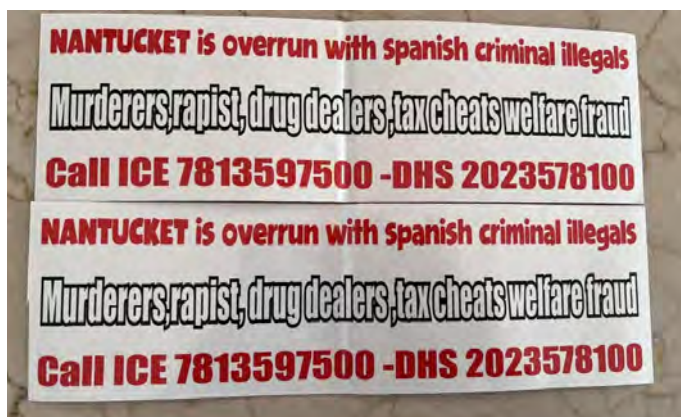 NANTUCKET is overrun with spanish criminal illegals
Murderers,rapist, drug dealers ,tax cheats welfare fraud
Call ICE 7813597500 -DHS 2023578100
NANTUCKET is overrun with spanish criminal illegals
Murderers,rapist, drug dealers ,tax cheats welfare fraud
Call ICE 7813597500 -DHS 2023578100